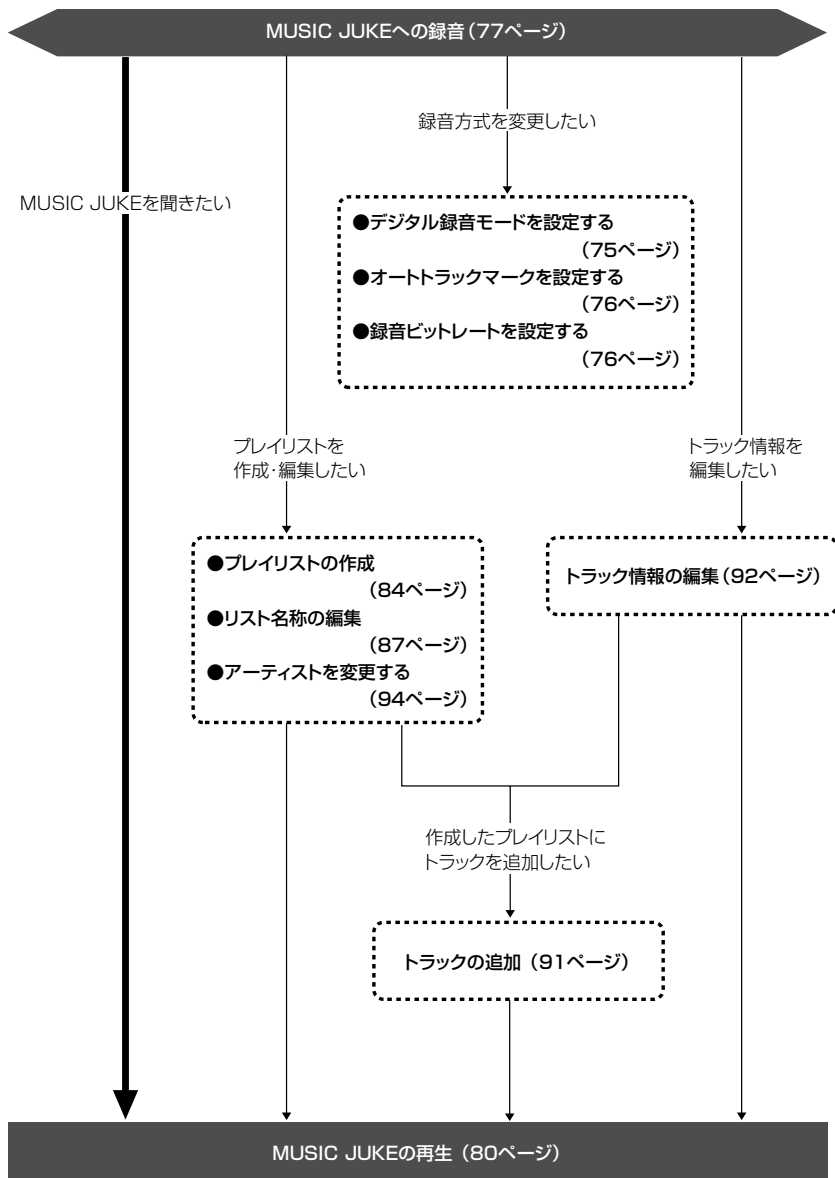 MUSIC JUKEへの録音（77ページ）
録音方式を変更したい
MUSIC JUKEを聞きたい
●デジタル録音モードを設定する
（75ページ）
●オートトラックマークを設定する
（76ページ）
●録音ビットレートを設定する
（76ページ）
プレイリストを
作成・編集したい
トラック情報を
編集したい
●プレイリストの作成
（84ページ）
●リスト名称の編集
（87ページ）
●アーティストを変更する
（94ページ）
トラック情報の編集（92ページ）
作成したプレイリストに
トラックを追加したい
トラックの追加（91ページ）
MUSIC JUKEの再生（80ページ）